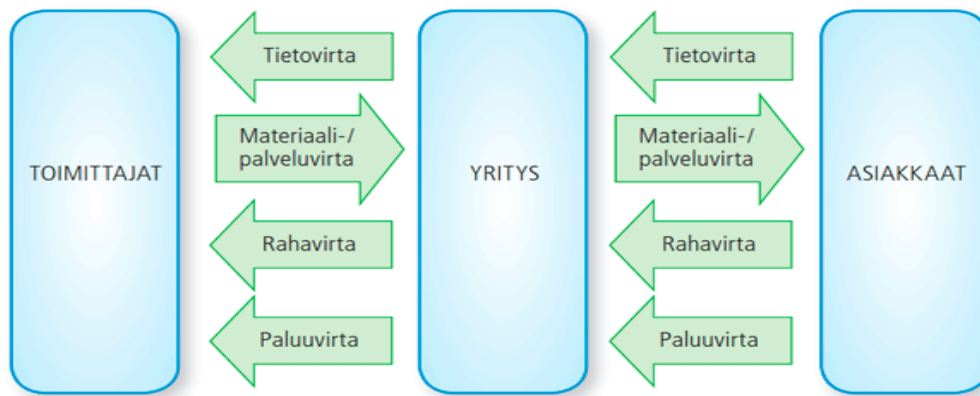 Tietovirta
Tietovirta
Materiaali-/
palveluvirta
Materiaali-/
palveluvirta
TOIMITTAJAT
YRITYS
ASIAKKAAT
Rahavirta
Rahavirta
Paluuvirta
Paluuvirta